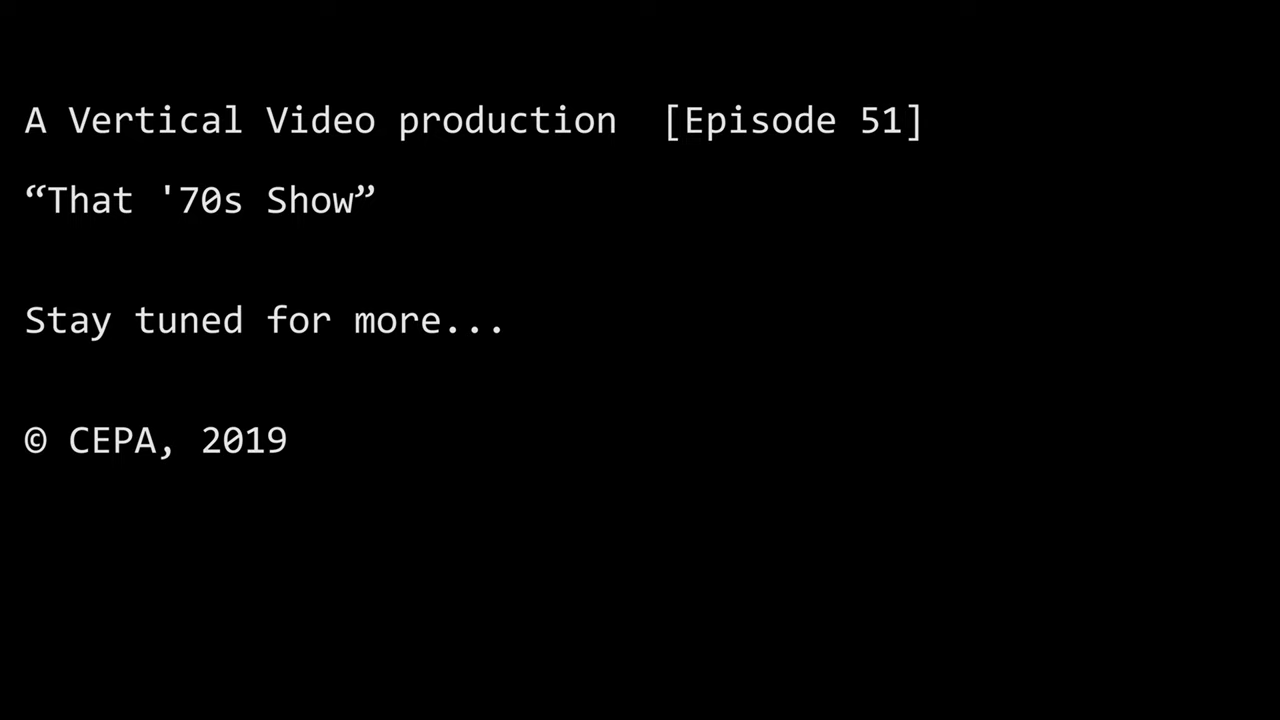 A Vertical Video production  [Episode 51]
“That '70s Show”
Stay tuned for more...
© CEPA, 2019